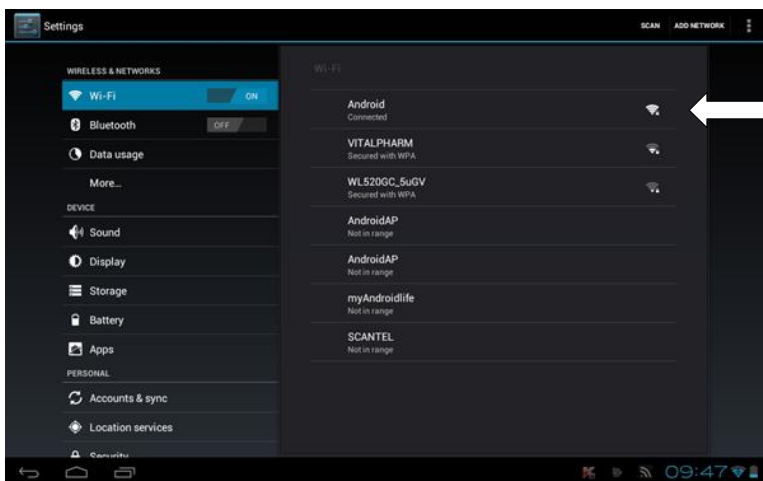 Settings
SCAN ADD NETWORK
WIRELESS & NETWORKS
Wi-Fi ON
Bluetooth OFF
Data usage
More...
DEVICE
Sound
Display
Storage
Battery
Apps
PERSONAL
Accounts & sync
Location services
Security
Wi-Fi
Android
Connected
VITALPHARM
Secured with WPA
WL520GC_5uGV
Secured with WPA
AndroidAP
Not in range
AndroidAP
Not in range
myAndroidlife
Not in range
SCANTEL
Not in range
09:47